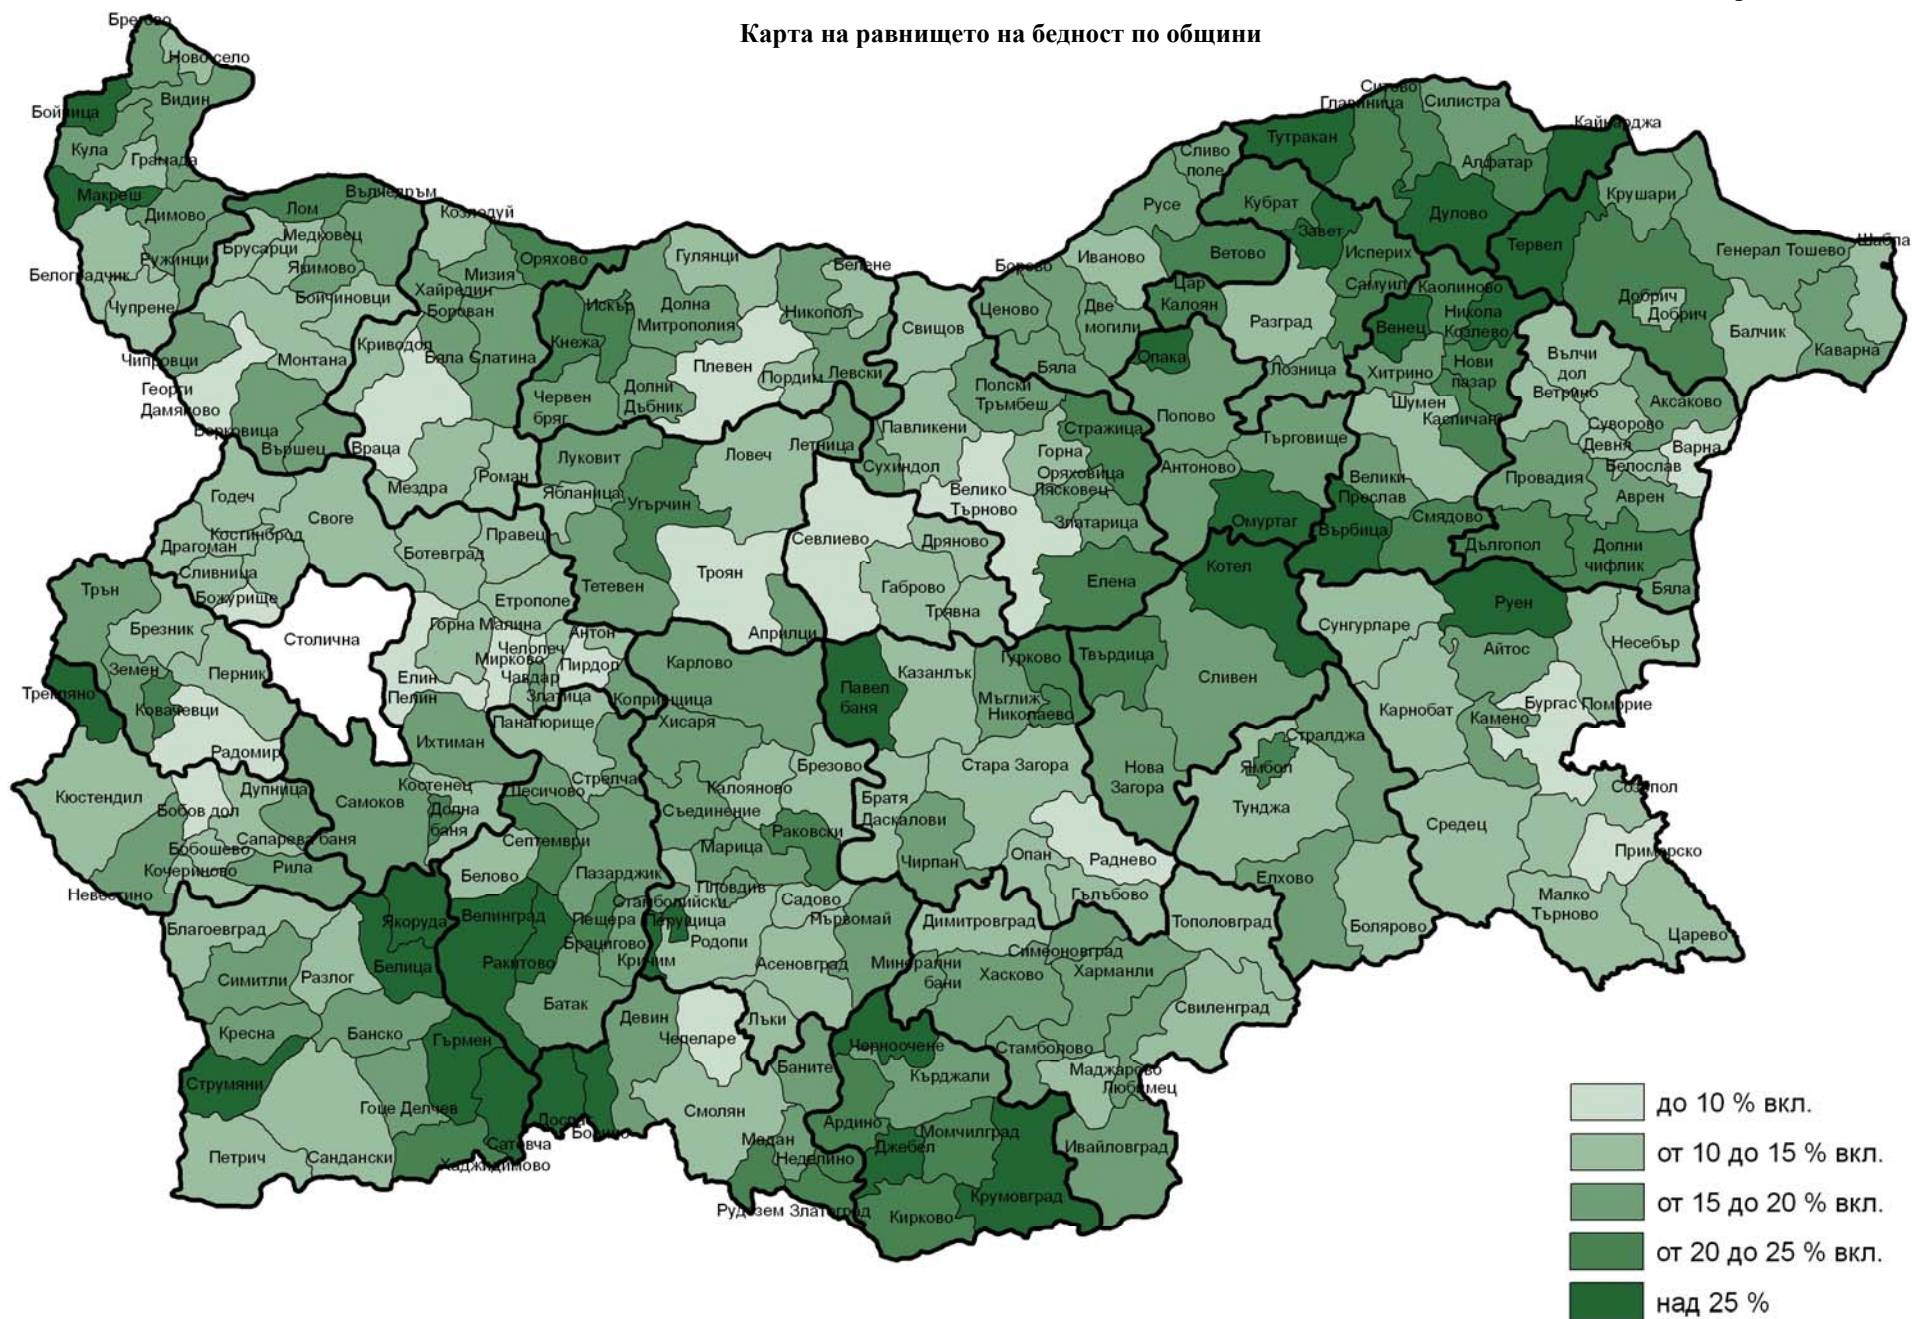 Карта на равнището на бедност по общини
Брегово
Ново село
Видин
Бойница
Кула
Грамада
Макреш
Димово
Ружинци
Белоградчик
Чупрене
Лом
Вълчедръм
Медковец
Брусарци
Якимово
Бойчиновци
Чипровци
Монтана
Георги
Дамяново
Берковица
Вършец
Козлодуй
Мизия
Оряхово
Хайредин
Борован
Криводол
Бяла Слатина
Враца
Мездра
Роман
Гулянци
Белене
Никопол
Искър
Долна
Митрополия
Кнежа
Плевен
Пордим
Левски
Долни
Дъбник
Червен
бряг
Луковит
Ловеч
Летница
Ябланица
Угърчин
Тетевен
Троян
Априлци
Свищов
Полски
Тръмбеш
Павликени
Сухиндол
Горна
Оряховица
Лясковец
Стражица
Велико
Търново
Златарица
Елена
Севлиево
Дряново
Габрово
Трявна
Сливо
поле
Русе
Иваново
Борово
Ценово
Две
могили
Бяла
Ветово
Кубрат
Завет
Исперих
Самуил
Цар
Калоян
Разград
Лозница
Тутракан
Главиница
Ситово
Силистра
Алфатар
Кайнарджа
Дулово
Тервел
Крушари
Генерал Тошево
Шабла
Добрич
Добрич
Балчик
Каварна
Каолиново
Никола
Козлево
Венец
Нови
пазар
Хитрино
Шумен
Каспичан
Велики
Преслав
Смядово
Върбица
Опака
Попово
Търговище
Антоново
Омуртаг
Вълчи
дол
Ветрино
Аксаково
Суворово
Девня
Варна
Белослав
Провадия
Аврен
Дългопол
Долни
чифлик
Бяла
Годеч
Своге
Костинброд
Драгоман
Сливница
Божурище
Столична
Ботевград
Правец
Етрополе
Горна Малина
Антон
Челопеч
Мирково
Пирдоп
Чавдар
Златица
Копривщица
Елин
Пелин
Ихтиман
Самоков
Костенец
Долна
баня
Трън
Брезник
Земен
Перник
Ковачевци
Радомир
Трекляно
Кюстендил
Бобов дол
Дупница
Сапарева баня
Бобошево
Кочериново
Рила
Невестино
Панагюрище
Стрелча
Лесичово
Септември
Белово
Пазарджик
Велинград
Пещера
Брацигово
Ракитово
Батак
Карлово
Хисаря
Брезово
Калояново
Съединение
Раковски
Марица
Пловдив
Стамболийски
Перущица
Садово
Първомай
Родопи
Кричим
Асеновград
Лъки
Павел
баня
Казанлък
Гурково
Мъглиж
Николаево
Стара Загора
Братя
Даскалови
Чирпан
Опан
Раднево
Гълъбово
Котел
Твърдица
Сливен
Нова
Загора
Стралджа
Ямбол
Тунджа
Елхово
Болярово
Сунгурларе
Руен
Айтос
Несебър
Карнобат
Камено
Бургас
Поморие
Созопол
Средец
Приморско
Малко
Търново
Царево
Благоевград
Якоруда
Белица
Симитли
Разлог
Кресна
Банско
Гърмен
Струмяни
Гоце Делчев
Сатовча
Хаджидимово
Петрич
Сандански
Девин
Чепеларе
Баните
Смолян
Доспат
Борино
Мадан
Неделино
Рудозем
Златоград
Черноочене
Кърджали
Ардино
Момчилград
Джебел
Крумовград
Кирково
Димитровград
Тополовград
Симеоновград
Минерални
бани
Хасково
Харманли
Свиленград
Стамболово
Маджарово
Любимец
Ивайловград
до 10 % вкл.
от 10 до 15 % вкл.
от 15 до 20 % вкл.
от 20 до 25 % вкл.
над 25 %